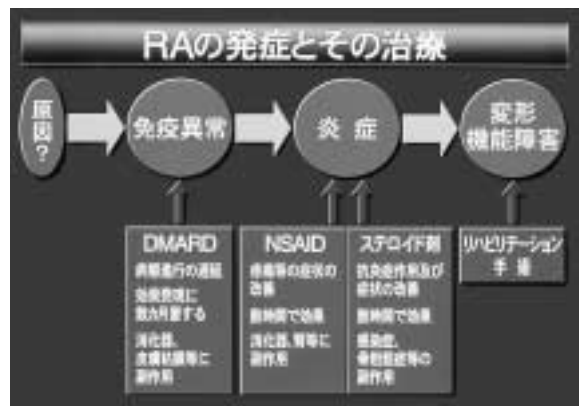 RAの発症とその治療
原因?
免疫異常
炎症
変形
機能障害
DMARD
病態進行の遅延
効果発現に
数カ月要する
消化器、
皮膚粘膜等に
副作用
NSAID
疼痛等の症状の
改善
短時間で効果
消化器、腎等に
副作用
ステロイド剤
抗炎症作用及び
症状の改善
短時間で効果
感染症、
骨粗鬆症等の
副作用
リハビリテーション
手術